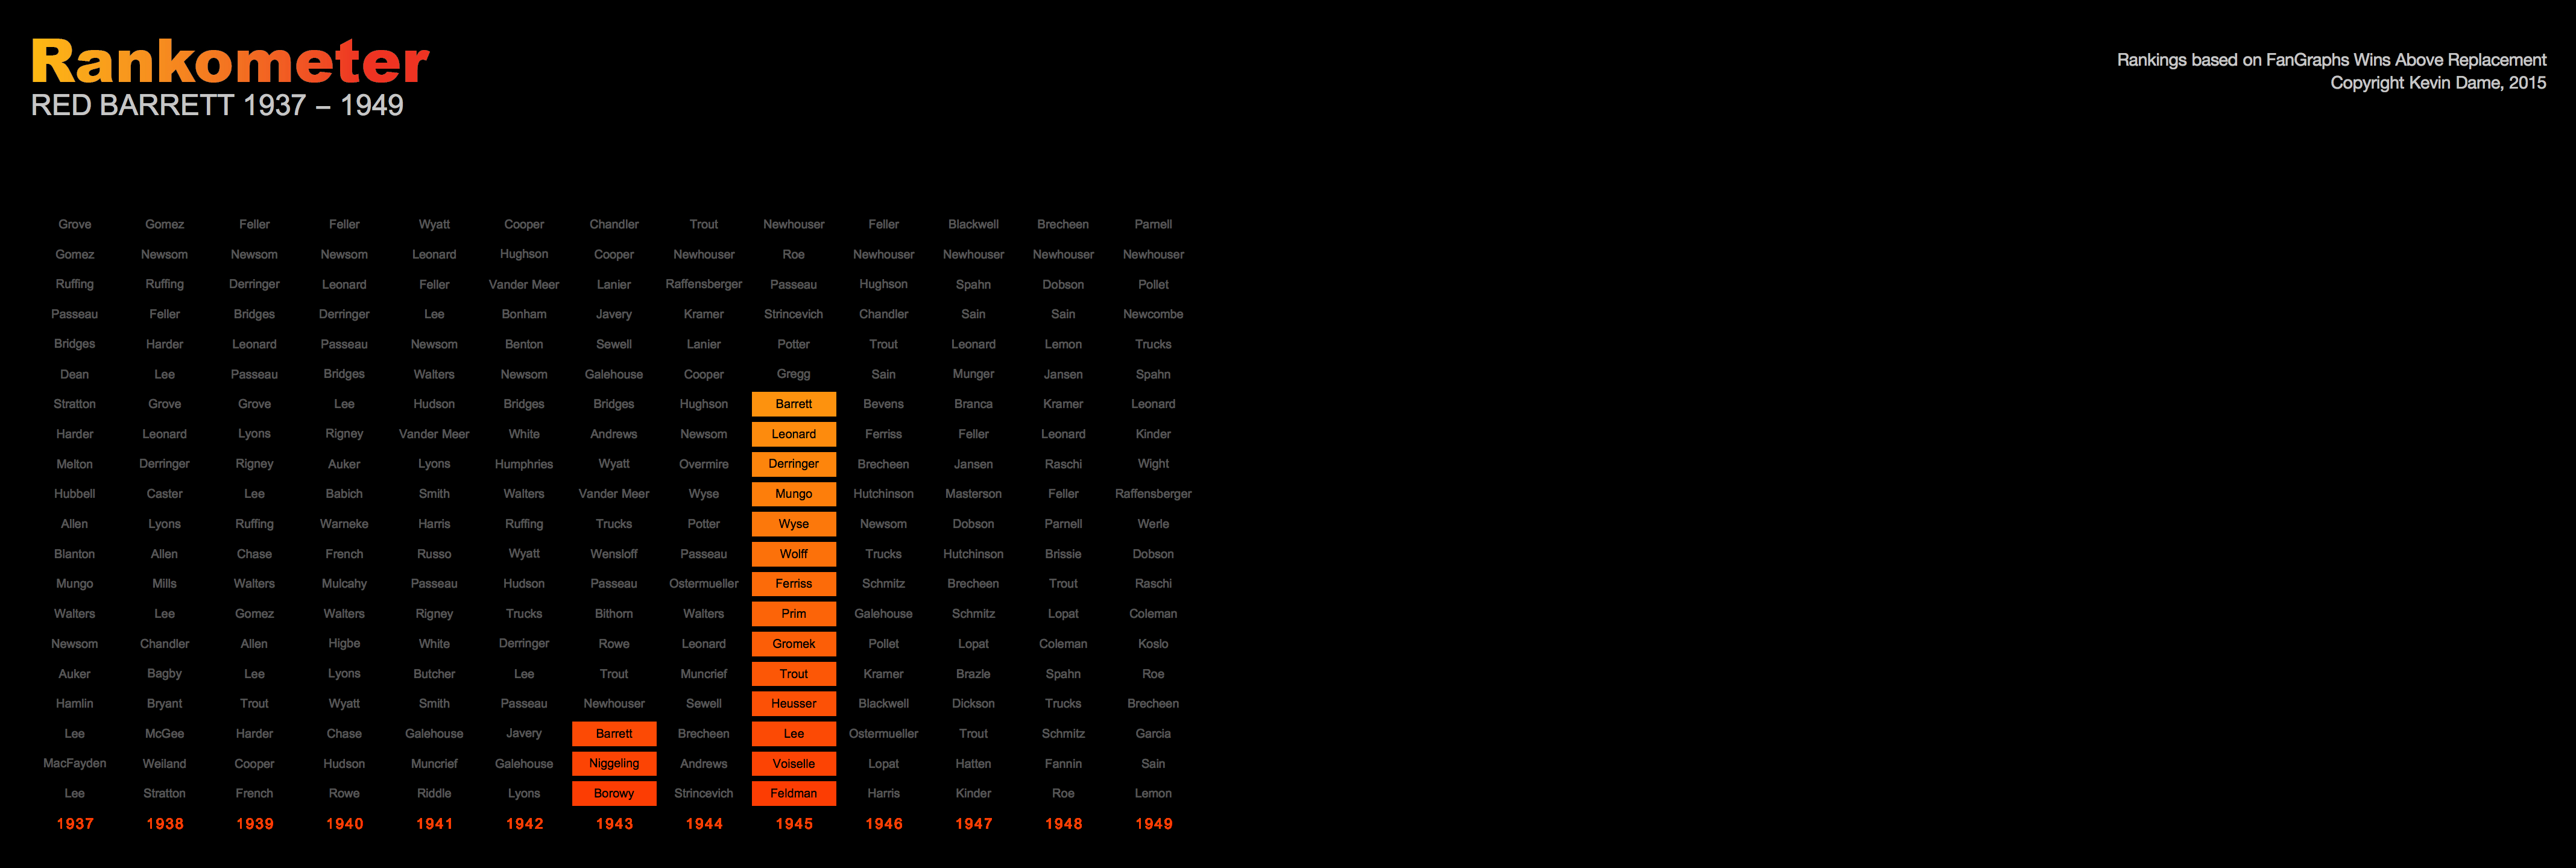 Rankometer
RED BARRETT 1937 – 1949
Rankings based on FanGraphs Wins Above Replacement
Copyright Kevin Dame, 2015
Grove Gomez Feller Feller Wyatt Cooper Chandler Trout Newhouser Feller Blackwell Brecheen Parnell
Gomez Newsom Newsom Newsom Leonard Hughson Cooper Newhouser Roe Newhouser Newhouser Newhouser Newhouser
Ruffing Ruffing Derringer Leonard Feller Vander Meer Lanier Raffensberger Passeau Hughson Spahn Dobson Pollet
Passeau Feller Bridges Derringer Lee Bonham Javery Kramer Strincevich Chandler Sain Sain Newcombe
Bridges Harder Leonard Passeau Newsom Benton Sewell Lanier Potter Trout Leonard Lemon Trucks
Dean Lee Passeau Bridges Walters Newsom Galehouse Cooper Gregg Sain Munger Jansen Spahn
Stratton Grove Grove Lee Hudson Bridges Bridges Hughson Barrett Bevens Branca Kramer Leonard
Harder Leonard Lyons Rigney Vander Meer White Andrews Newsom Leonard Ferriss Feller Leonard Kinder
Melton Derringer Rigney Auker Lyons Humphries Wyatt Overmire Derringer Brecheen Jansen Raschi Wight
Hubbell Caster Lee Babich Smith Walters Vander Meer Wyse Mungo Hutchinson Masterson Feller Raffensberger
Allen Lyons Ruffing Warneke Harris Ruffing Trucks Potter Wyse Newsom Dobson Parnell Werle
Blanton Allen Chase French Russo Wyatt Wensloff Passeau Wolff Trucks Hutchinson Brissie Dobson
Mungo Mills Walters Mulcahy Passeau Hudson Passeau Ostermueller Ferriss Schmitz Brecheen Trout Raschi
Walters Lee Gomez Walters Rigney Trucks Bithorn Walters Prim Galehouse Schmitz Lopat Coleman
Newsom Chandler Allen Higbe White Derringer Rowe Leonard Gromek Pollet Lopat Coleman Koslo
Auker Bagby Lee Lyons Butcher Lee Trout Muncrief Trout Kramer Brazle Spahn Roe
Hamlin Bryant Trout Wyatt Smith Passeau Newhouser Sewell Heusser Blackwell Dickson Trucks Brecheen
Lee McGee Harder Chase Galehouse Javery Barrett Brecheen Lee Ostermueller Trout Schmitz Garcia
MacFayden Weiland Cooper Hudson Muncrief Galehouse Niggeling Andrews Voiselle Lopat Hatten Fannin Sain
Lee Stratton French Rowe Riddle Lyons Borowy Strincevich Feldman Harris Kinder Roe Lemon
1937 1938 1939 1940 1941 1942 1943 1944 1945 1946 1947 1948 1949